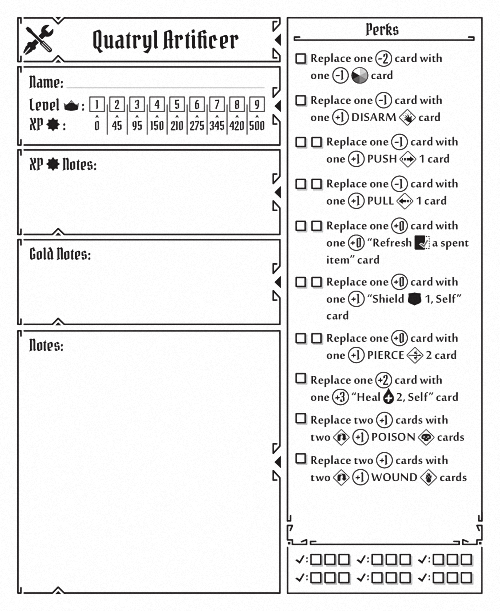 Quatryl Artificer
Name:
Level : 1 2 3 4 5 6 7 8 9
XP : 0 45 95 150 210 275 345 420 500
XP Notes:
Gold Notes:
Notes:
Perks
Replace one -2 card with
one -1 card
Replace one -1 card with
one +1 DISARM card
Replace one -1 card with
one +1 PUSH 1 card
Replace one -1 card with
one +1 PULL 1 card
Replace one +0 card with
one +0 “Refresh a spent
item” card
Replace one +0 card with
one +1 “Shield 1, Self”
card
Replace one +0 card with
one +1 PIERCE 2 card
Replace one +2 card with
one +3 “Heal 2, Self” card
Replace two +1 cards with
two +1 POISON cards
Replace two +1 cards with
two +1 WOUND cards
✓: ✓: ✓:
✓: ✓: ✓: